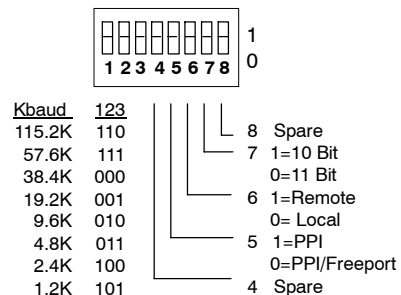 1
1 2 3 4 5 6 7 8 0
Kbaud 123
115.2K 110 8 Spare
57.6K 111 7 1=10 Bit
38.4K 000 0=11 Bit
19.2K 001 6 1=Remote
9.6K 010 0= Local
4.8K 011 5 1=PPI
2.4K 100 0=PPI/Freeport
1.2K 101 4 Spare